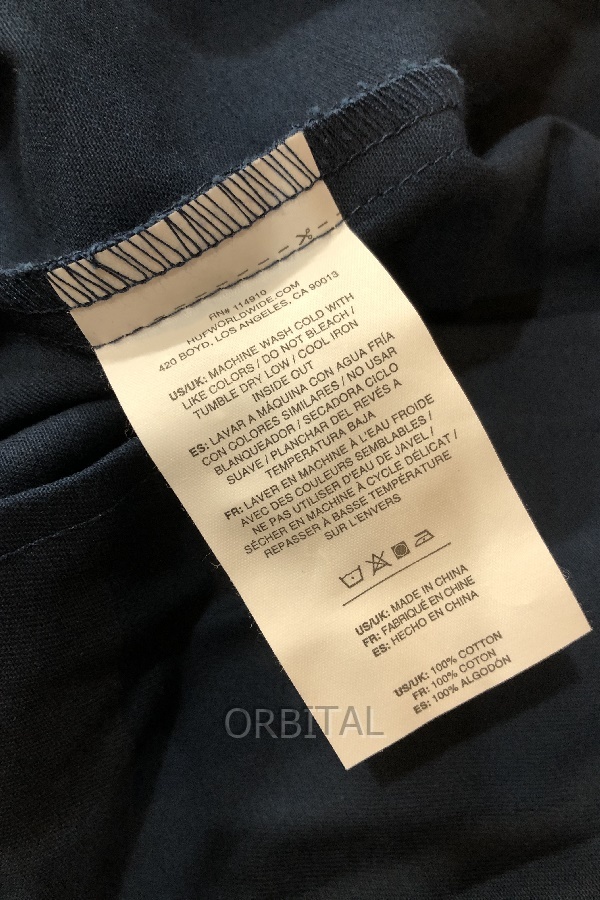 RN# 114910
HUFWORLDWIDE.COM
420 BOYD, LOS ANGELES, CA 90013
US/UK: MACHINE WASH COLD WITH
LIKE COLORS / DO NOT BLEACH /
TUMBLE DRY LOW / COOL IRON
INSIDE OUT
ES: LAVAR A MÁQUINA CON AGUA FRÍA
CON COLORES SIMILARES / NO USAR
BLANQUEADOR / SECADORA CICLO
SUAVE / PLANCHAR DEL REVÉS A
TEMPERATURA BAJA
FR: LAVER EN MACHINE À L'EAU FROIDE
AVEC DES COULEURS SEMBLABLES /
NE PAS UTILISER D'EAU DE JAVEL /
SÉCHER EN MACHINE À CYCLE DÉLICAT /
REPASSER À BASSE TEMPÉRATURE
SUR L'ENVERS
US/UK: MADE IN CHINA
FR: FABRIQUÉ EN CHINE
ES: HECHO EN CHINA
US/UK: 100% COTTON
FR: 100% COTON
ES: 100% ALGODÓN
ORBITAL